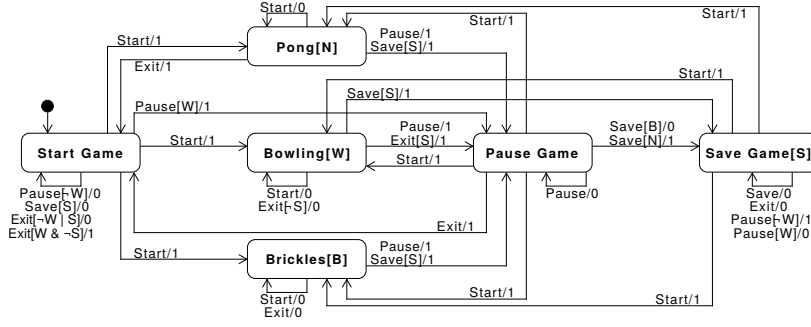 Start/0
Start/1
Start/1
Start/1
Pause/1
Save[S]/1
Pong[N]
Exit/1
Start/1
Pause[W]/1
Save[S]/1
Start/1
Pause/1
Exit[S]/1
Save[B]/0
Save[N]/1
Start Game
Bowling[W]
Pause Game
Save Game[S]
Start/1
Pause[¬W]/0
Save[S]/0
Exit[¬W | S]/0
Exit[W & ¬S]/1
Start/0
Exit[¬S]/0
Pause/0
Save/0
Exit/0
Pause[¬W]/1
Pause[W]/0
Exit/1
Start/1
Pause/1
Save[S]/1
Brickles[B]
Start/1
Start/1
Start/0
Exit/0